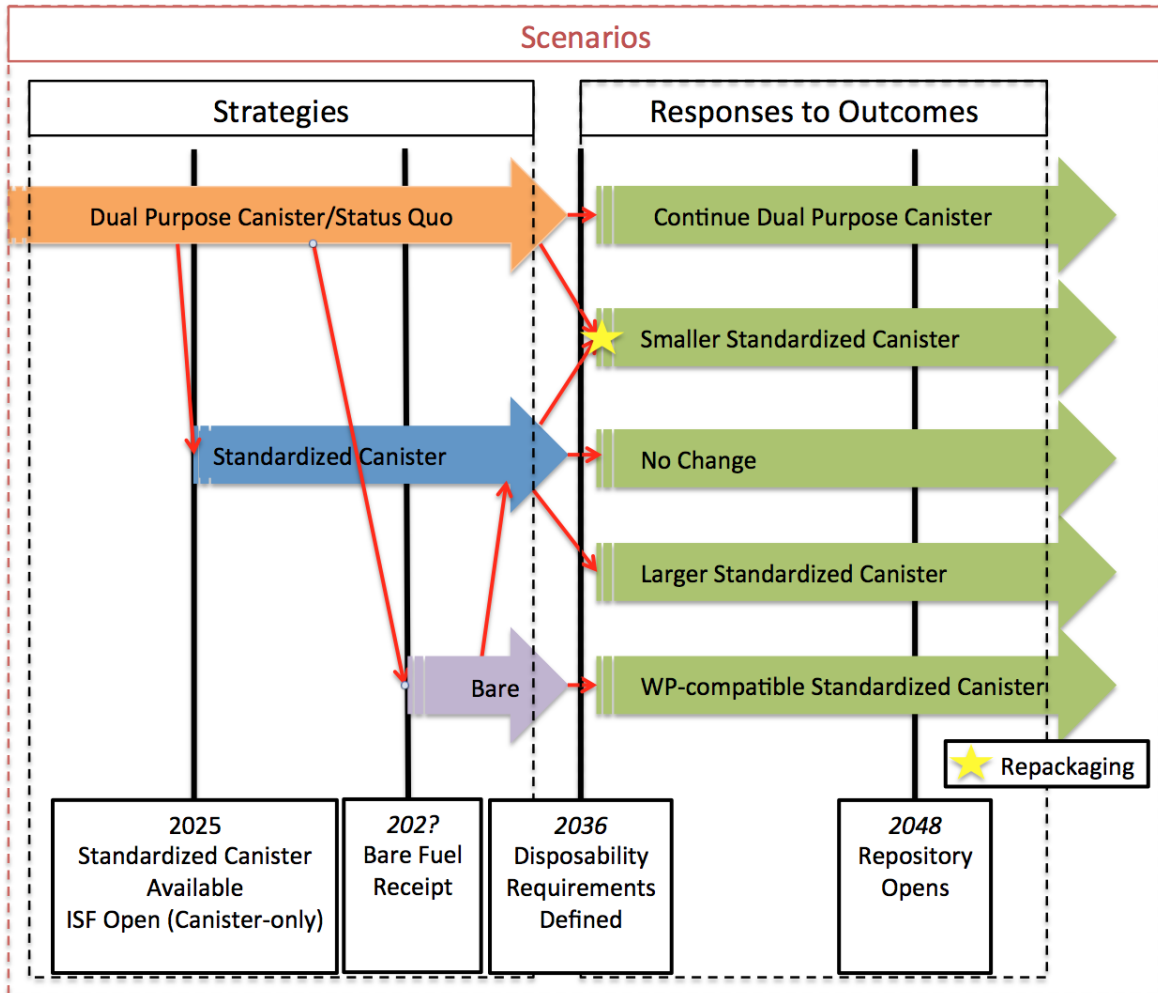 Scenarios
Strategies
Responses to Outcomes
Dual Purpose Canister/Status Quo
Continue Dual Purpose Canister
Smaller Standardized Canister
Standardized Canister
No Change
Larger Standardized Canister
Bare
WP-compatible Standardized Canister
Repackaging
2025
Standardized Canister
Available
ISF Open (Canister-only)
202?
Bare Fuel
Receipt
2036
Disposability
Requirements
Defined
2048
Repository
Opens